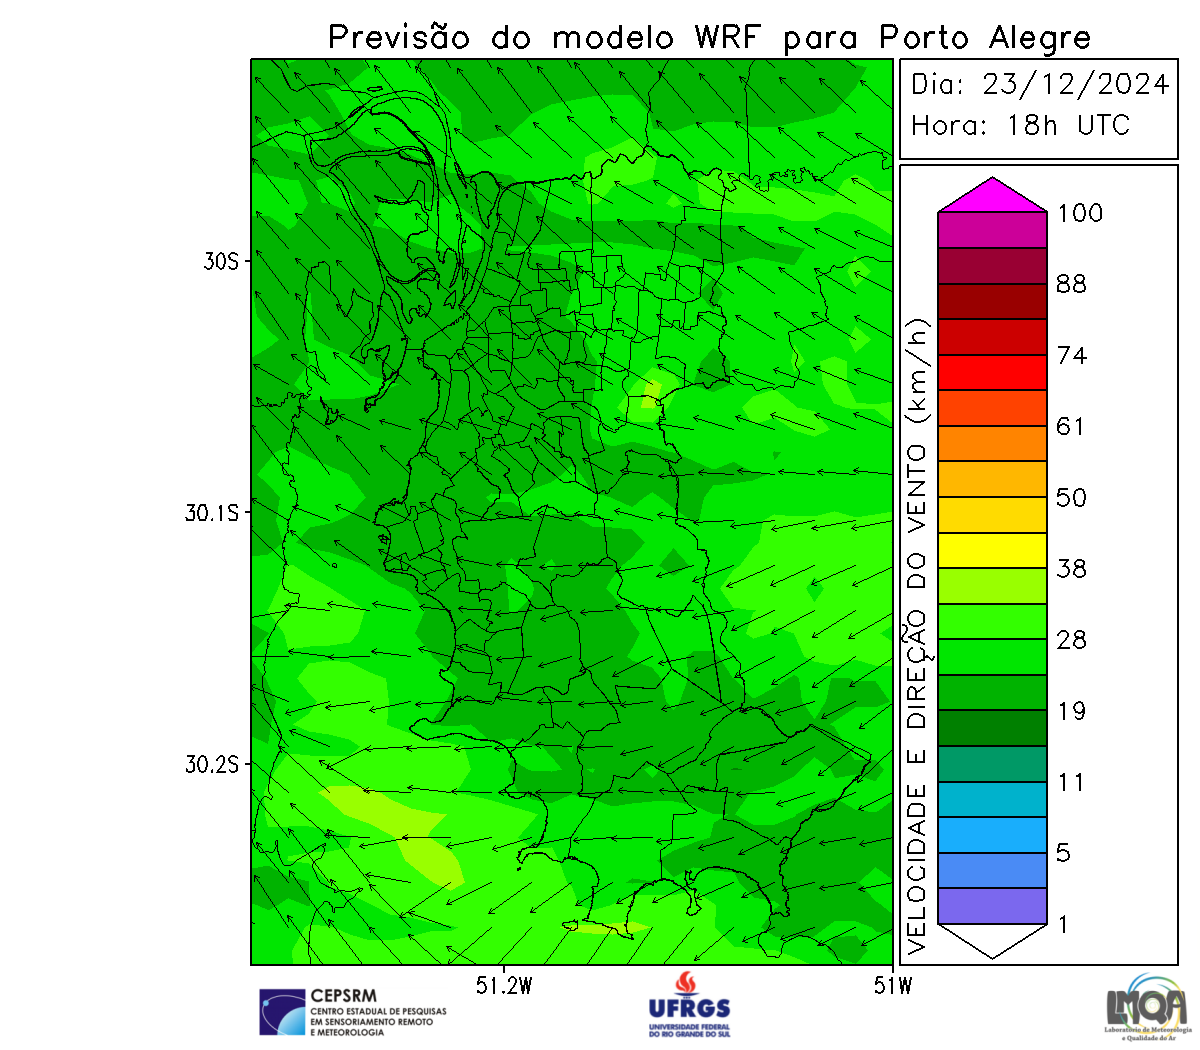 Previsão do modelo WRF para Porto Alegre
Dia: 23/12/2024
Hora: 18h UTC
30S
30.1S
30.2S
51.2W
51W
VELOCIDADE E DIREÇÃO DO VENTO (km/h)
100
88
74
61
50
38
28
19
11
5
1
CEPSRM
CENTRO ESTADUAL DE PESQUISAS
EM SENSORIAMENTO REMOTO
E METEOROLOGIA
UFRGS
UNIVERSIDADE FEDERAL
DO RIO GRANDE DO SUL
LMQA
Laboratório de Meteorologia
e Qualidade do Ar